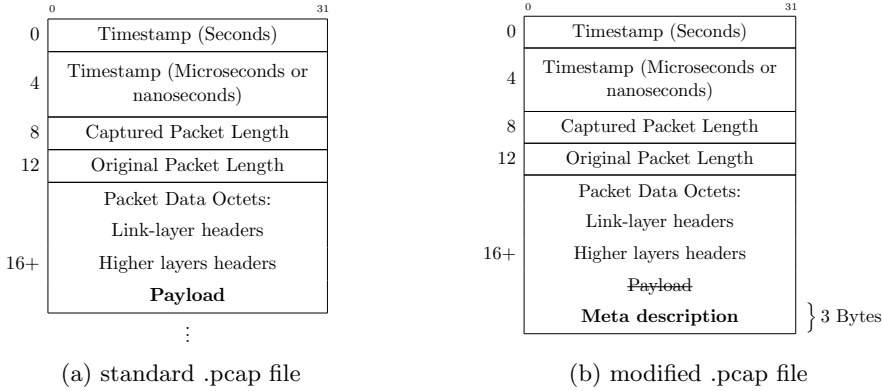 0 31
0 Timestamp (Seconds)
4 Timestamp (Microseconds or
nanoseconds)
8 Captured Packet Length
12 Original Packet Length
Packet Data Octets:
Link-layer headers
16+ Higher layers headers
Payload
⋮
(a) standard .pcap file
0 31
0 Timestamp (Seconds)
4 Timestamp (Microseconds or
nanoseconds)
8 Captured Packet Length
12 Original Packet Length
Packet Data Octets:
Link-layer headers
16+ Higher layers headers
Payload
Meta description } 3 Bytes
(b) modified .pcap file